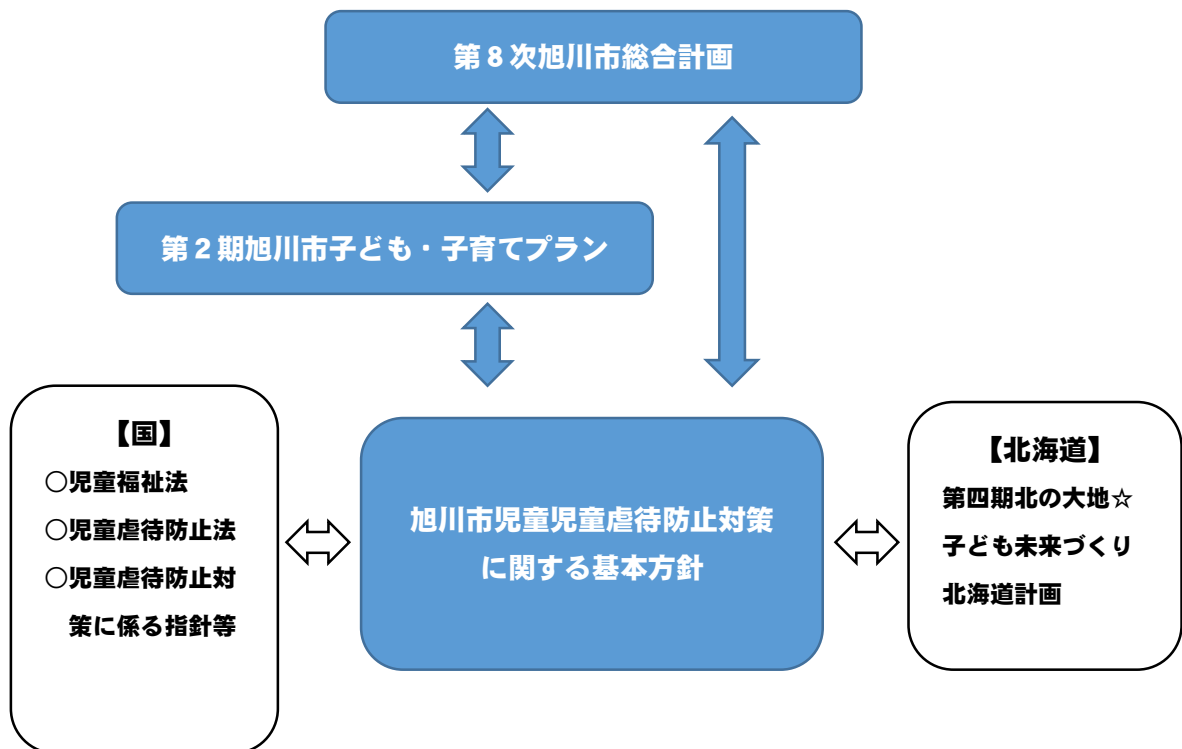 第8次旭川市総合計画
第2期旭川市子ども・子育てプラン
【国】
○児童福祉法
○児童虐待防止法
○児童虐待防止対
策に係る指針等
旭川市児童児童虐待防止対策
に関する基本方針
【北海道】
第四期北の大地☆
子ども未来づくり
北海道計画